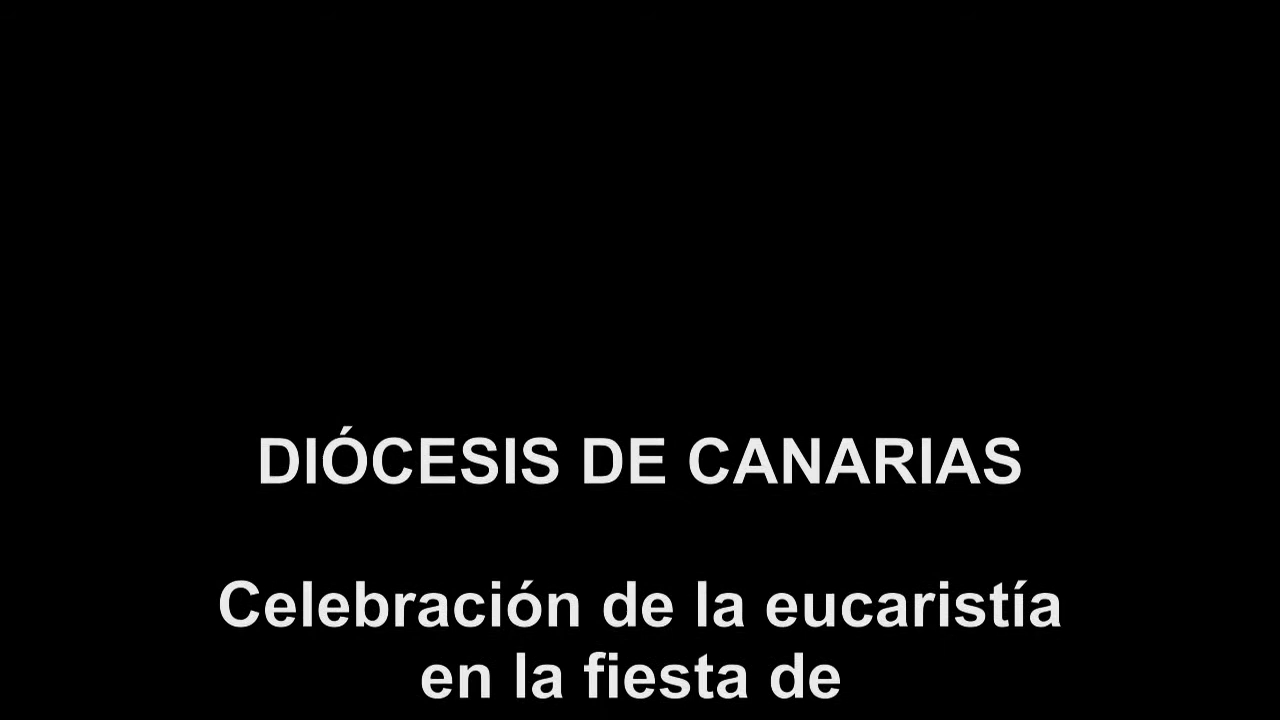 DIÓCESIS DE CANARIAS
Celebración de la eucaristía
en la fiesta de